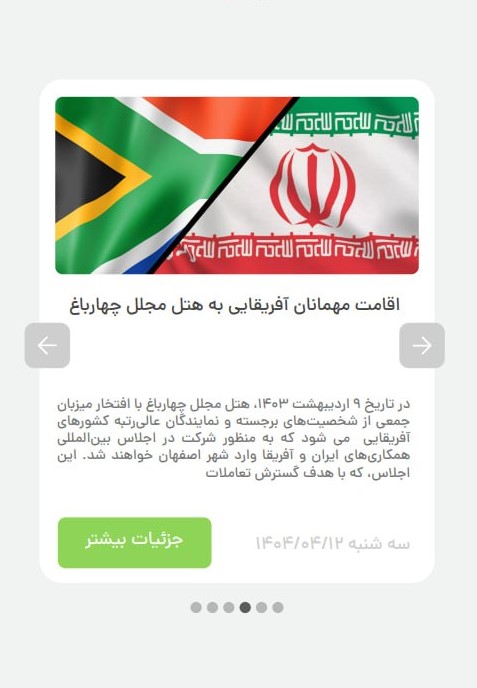 اقامت مهمانان آفریقایی به هتل مجلل چهارباغ
در تاریخ ۹ اردیبهشت ۱۴۰۳، هتل مجلل چهارباغ با افتخار میزبان
جمعی از شخصیت‌های برجسته و نمایندگان عالی‌رتبه کشورهای
آفریقایی می شود که به منظور شرکت در اجلاس بین‌المللی
همکاری‌های ایران و آفریقا وارد شهر اصفهان خواهند شد. این
اجلاس، که با هدف گسترش تعاملات
سه شنبه ۱۴۰۴/۰۴/۱۲
جزئیات بیشتر